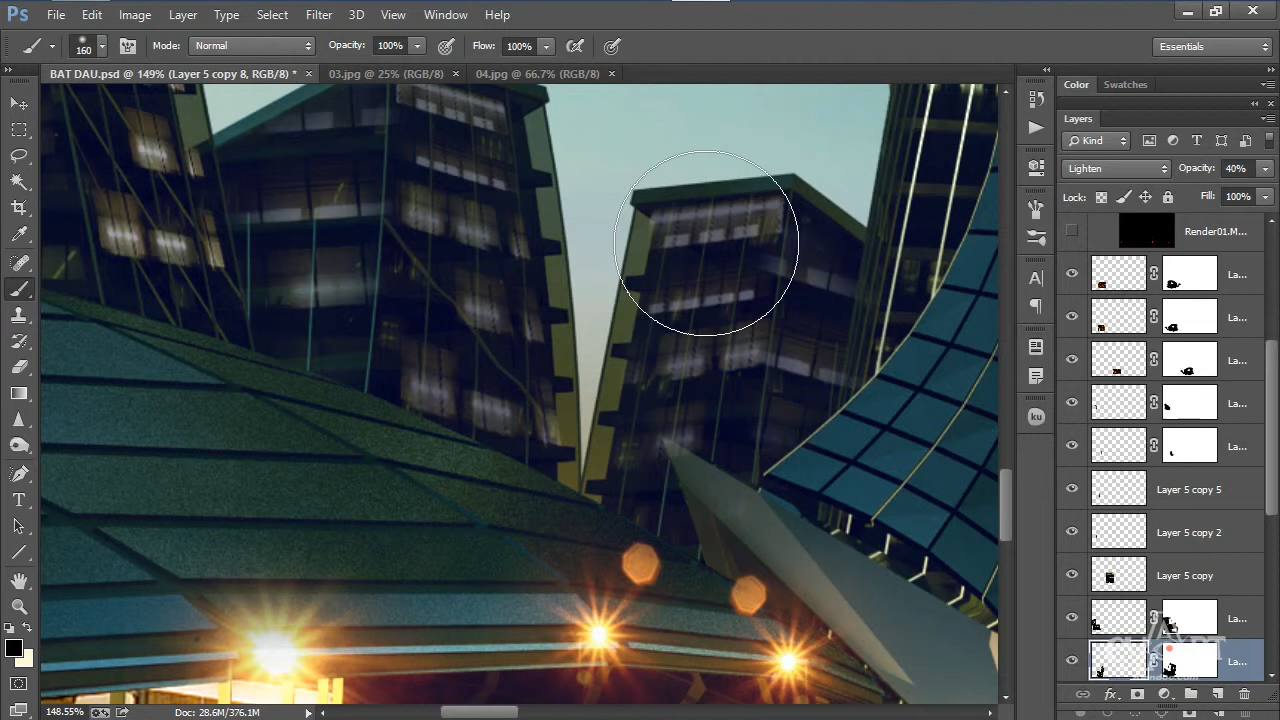 Ps File Edit Image Layer Type Select Filter 3D View Window Help
160 Mode: Normal Opacity: 100% Flow: 100% Essentials
BAT DAU.psd @ 149% (Layer 5 copy 8, RGB/8) * × 03.jpg @ 25% (RGB/8) × 04.jpg @ 66.7% (RGB/8) ×
Color Swatches
Layers
Kind
Lighten Opacity: 40%
Lock: Fill: 100%
Render01.M...
La...
La...
La...
La...
La...
Layer 5 copy 5
Layer 5 copy 2
Layer 5 copy
La...
La...
ku
148.55% Doc: 28.6M/376.1M